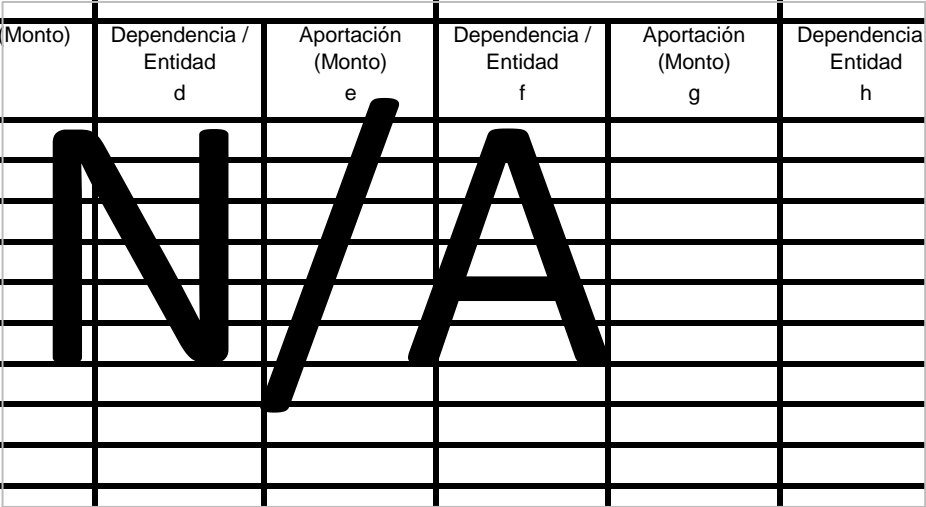 (Monto) Dependencia / Aportación Dependencia / Aportación Dependencia
Entidad (Monto) Entidad (Monto) Entidad
d e f g h
N/A